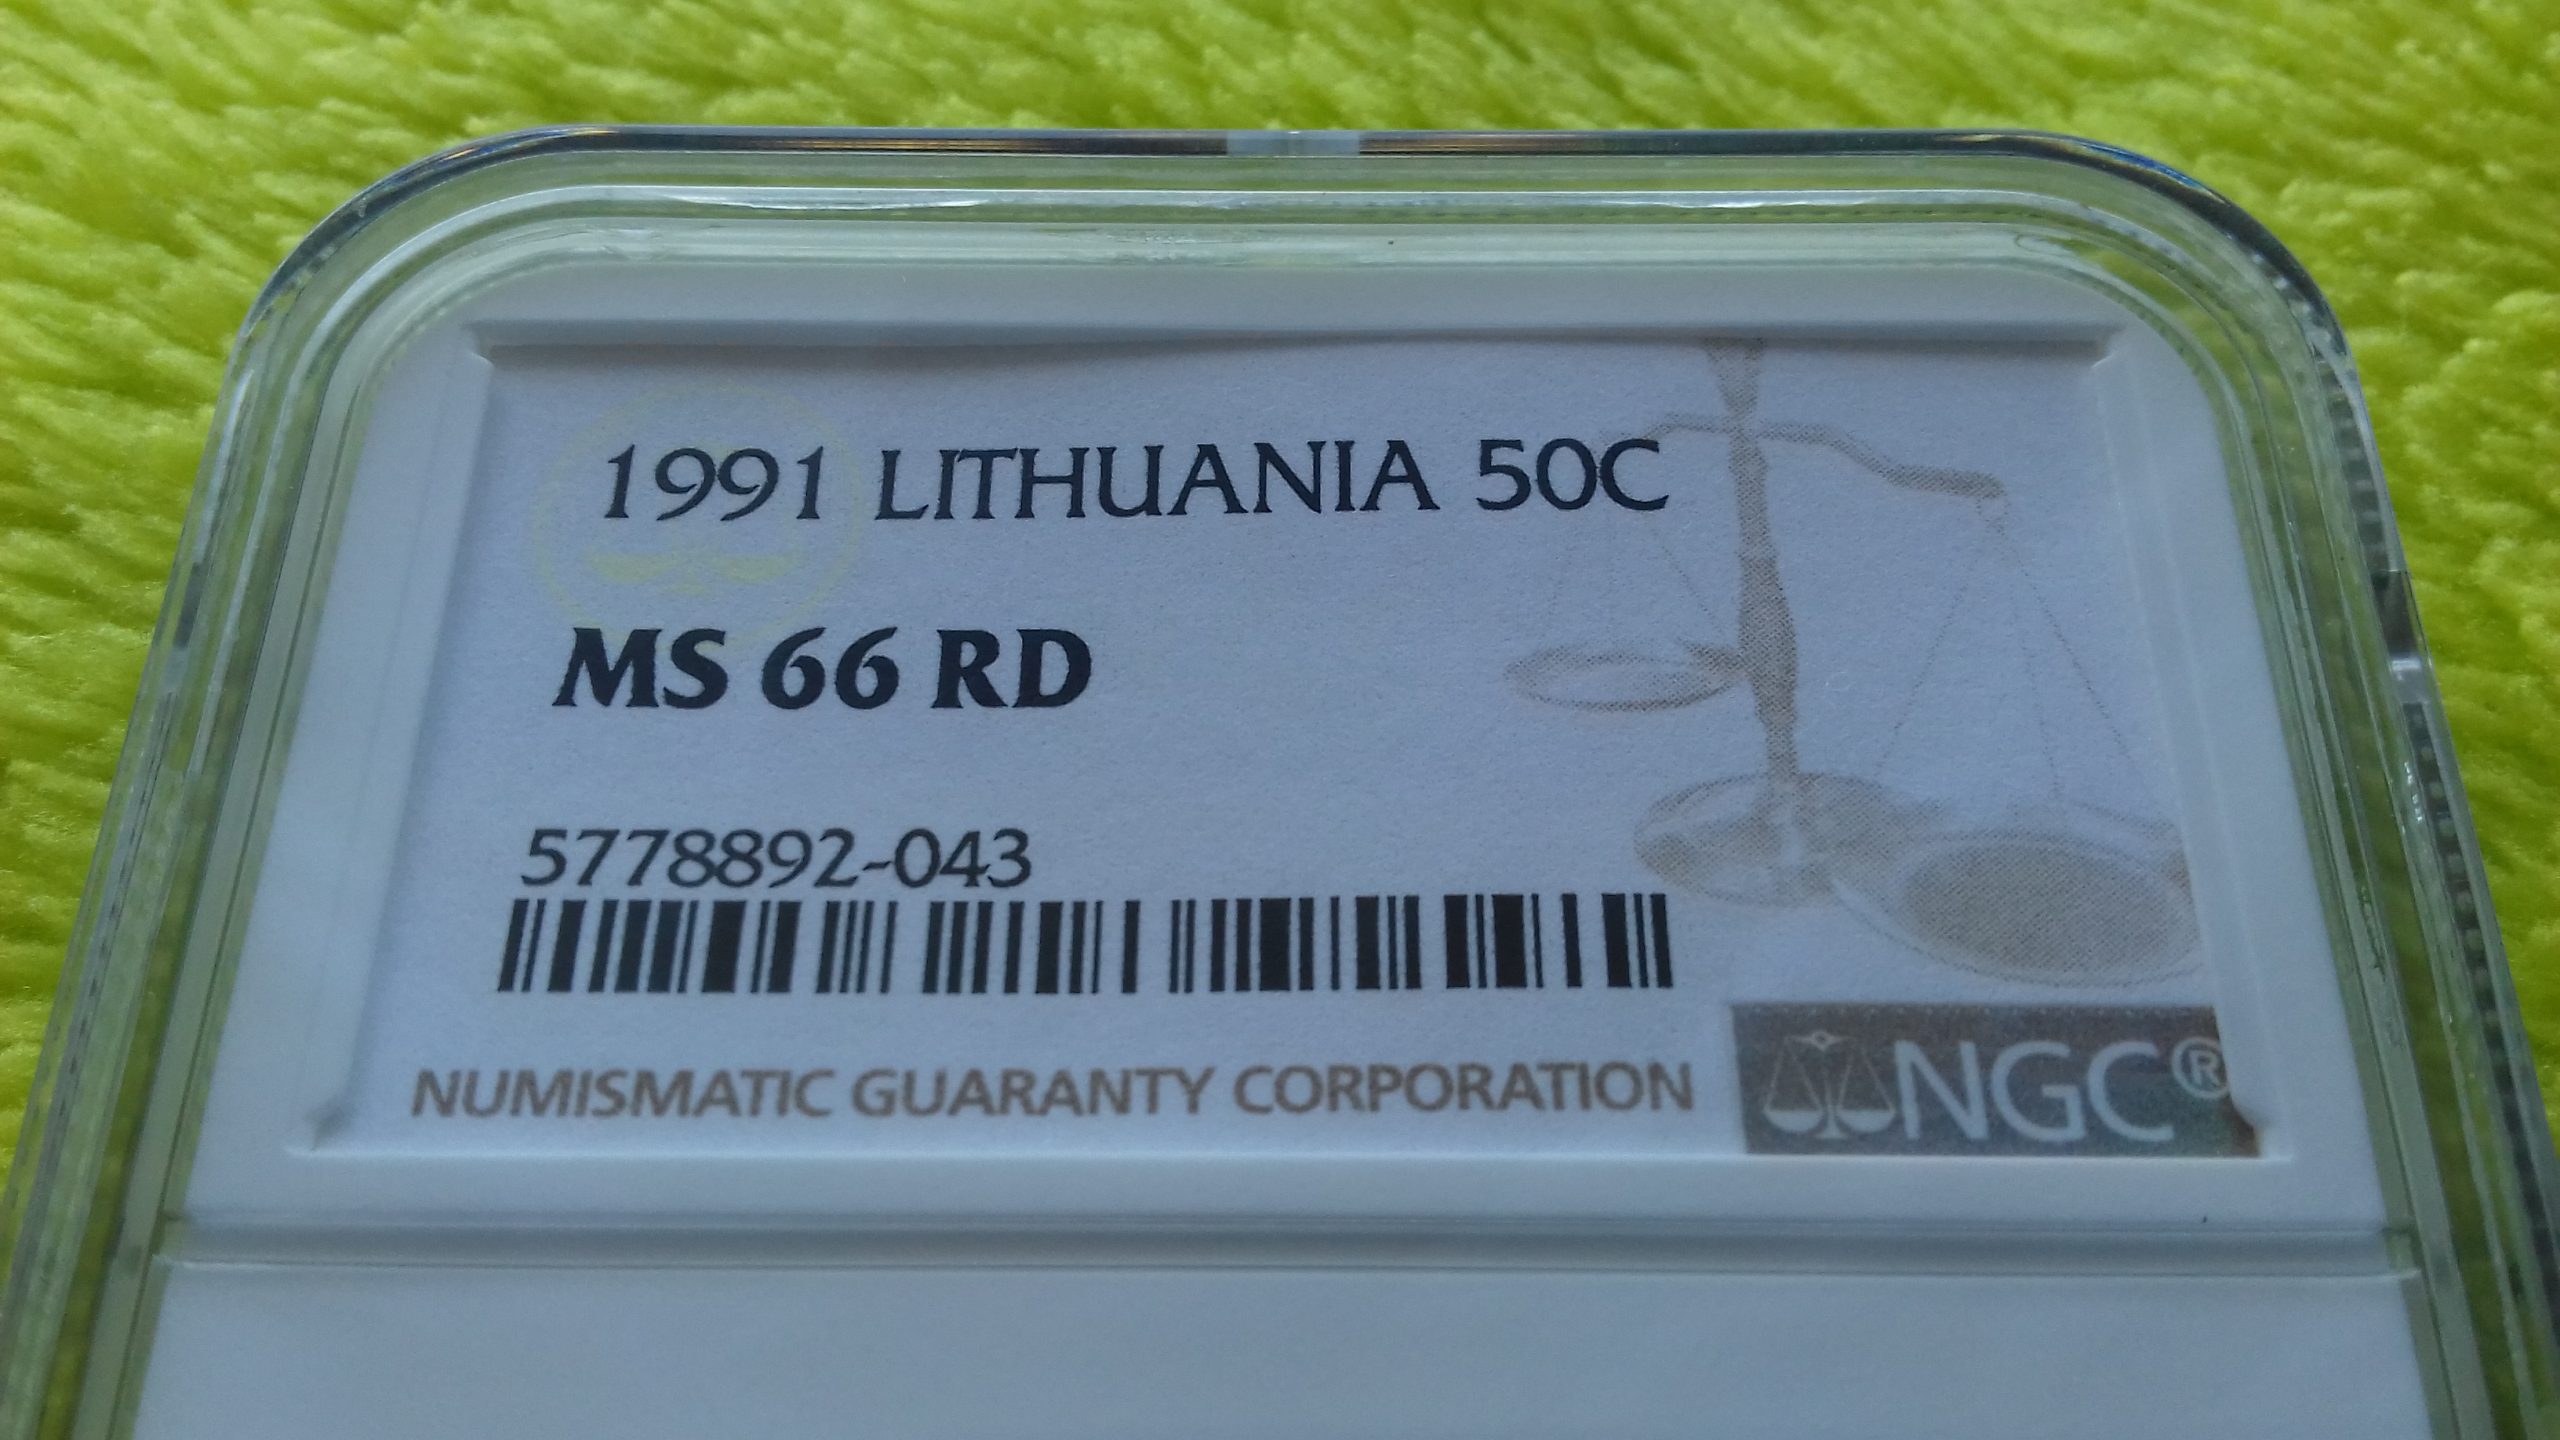 1991 LITHUANIA 50C
MS 66 RD
5778892-043
NUMISMATIC GUARANTY CORPORATION
NGC®